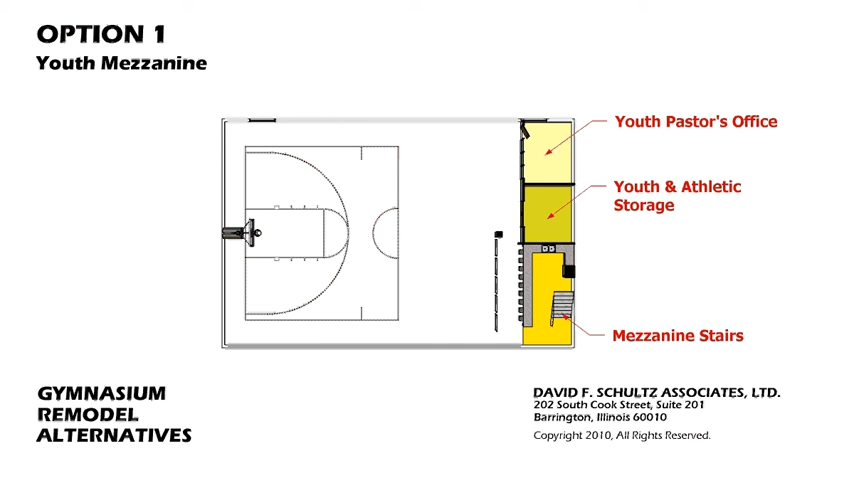 OPTION 1
Youth Mezzanine
Youth Pastor's Office
Youth & Athletic
Storage
Mezzanine Stairs
GYMNASIUM
REMODEL
ALTERNATIVES
DAVID F. SCHULTZ ASSOCIATES, LTD.
202 South Cook Street, Suite 201
Barrington, Illinois 60010
Copyright 2010, All Rights Reserved.